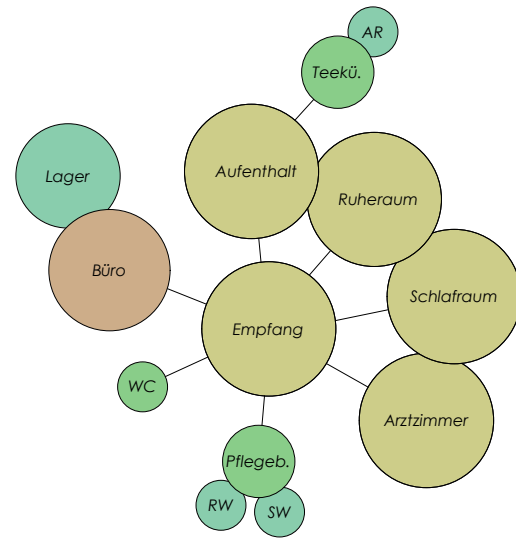 AR
Teekü.
Aufenthalt
Lager
Ruheraum
Büro
Schlafraum
Empfang
WC
Arztzimmer
Pflegeb.
RW
SW